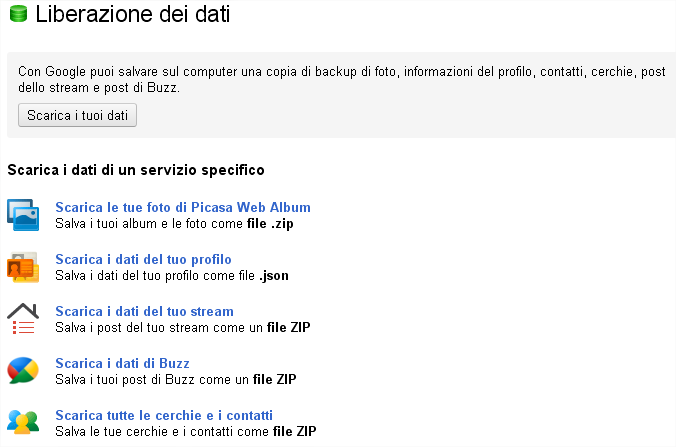 Liberazione dei dati
Con Google puoi salvare sul computer una copia di backup di foto, informazioni del profilo, contatti, cerchie, post
dello stream e post di Buzz.
Scarica i tuoi dati
Scarica i dati di un servizio specifico
Scarica le tue foto di Picasa Web Album
Salva i tuoi album e le foto come file .zip
Scarica i dati del tuo profilo
Salva i dati del tuo profilo come file .json
Scarica i dati del tuo stream
Salva i post del tuo stream come un file ZIP
Scarica i dati di Buzz
Salva i tuoi post di Buzz come un file ZIP
Scarica tutte le cerchie e i contatti
Salva le tue cerchie e i contatti come file ZIP